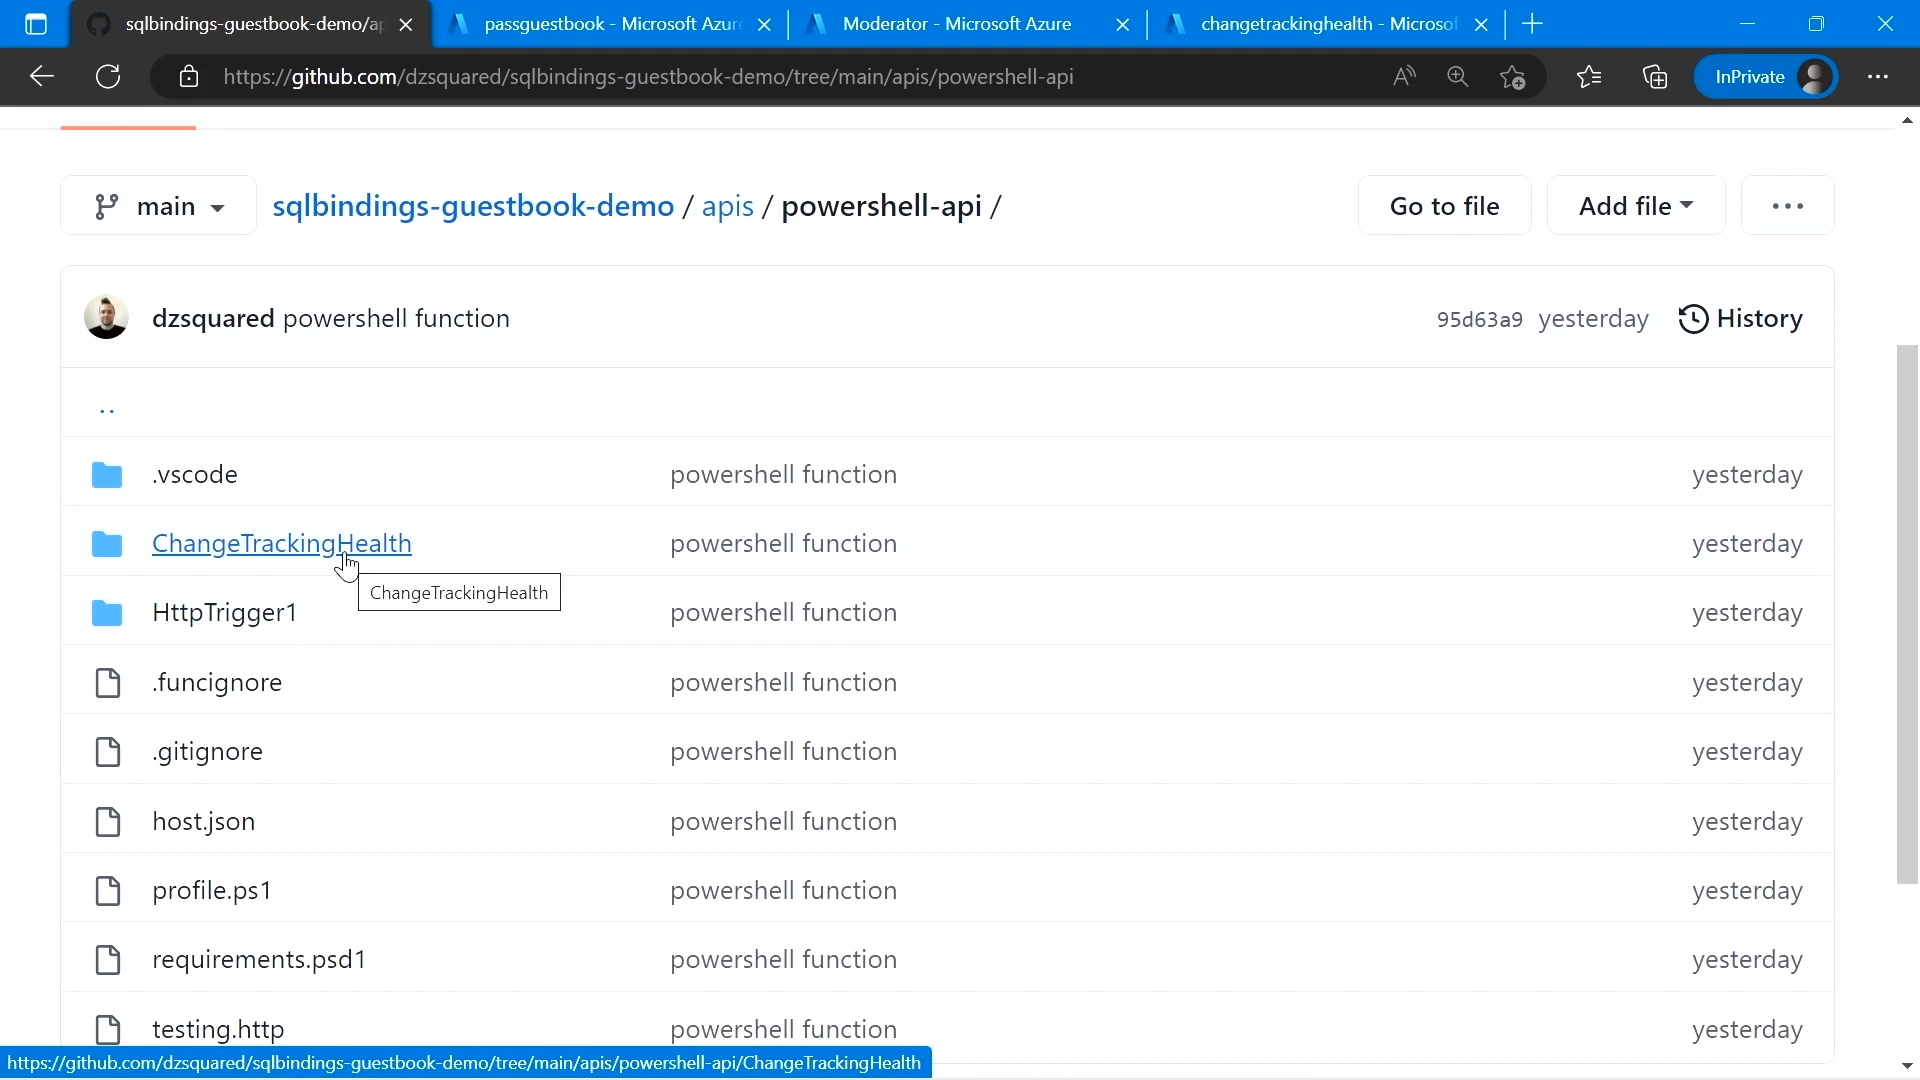 sqlbindings-guestbook-demo/ap
passguestbook - Microsoft Azure
Moderator - Microsoft Azure
changetrackinghealth - Microsof
https://github.com/dzsquared/sqlbindings-guestbook-demo/tree/main/apis/powershell-api
InPrivate
main
sqlbindings-guestbook-demo / apis / powershell-api /
Go to file
Add file
dzsquared powershell function
95d63a9 yesterday
History
..
.vscode powershell function yesterday
ChangeTrackingHealth powershell function yesterday
ChangeTrackingHealth
HttpTrigger1 powershell function yesterday
.funcignore powershell function yesterday
.gitignore powershell function yesterday
host.json powershell function yesterday
profile.ps1 powershell function yesterday
requirements.psd1 powershell function yesterday
testing.http powershell function yesterday
https://github.com/dzsquared/sqlbindings-guestbook-demo/tree/main/apis/powershell-api/ChangeTrackingHealth